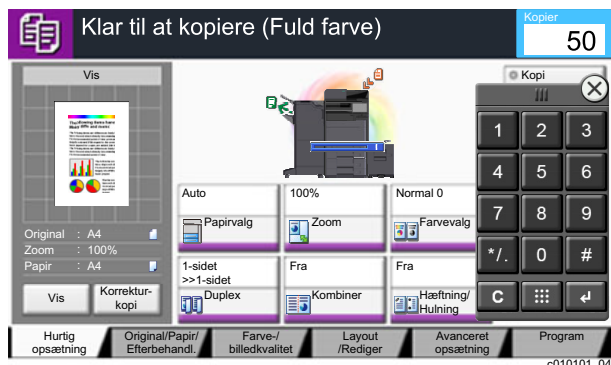 Klar til at kopiere (Fuld farve)
Kopier
50
Vis
Original : A4
Zoom : 100%
Papir : A4
Vis
Korrektur-
kopi
Auto
Papirvalg
100%
Zoom
Normal 0
Farvevalg
1-sidet
>>1-sidet
Duplex
Fra
Kombiner
Fra
Hæftning/
Hulning
Kopi
1 2 3
4 5 6
7 8 9
*/. 0 #
C
Hurtig
opsætning
Original/Papir/
Efterbehandl.
Farve-/
billedkvalitet
Layout
/Rediger
Avanceret
opsætning
Program
c010101_04